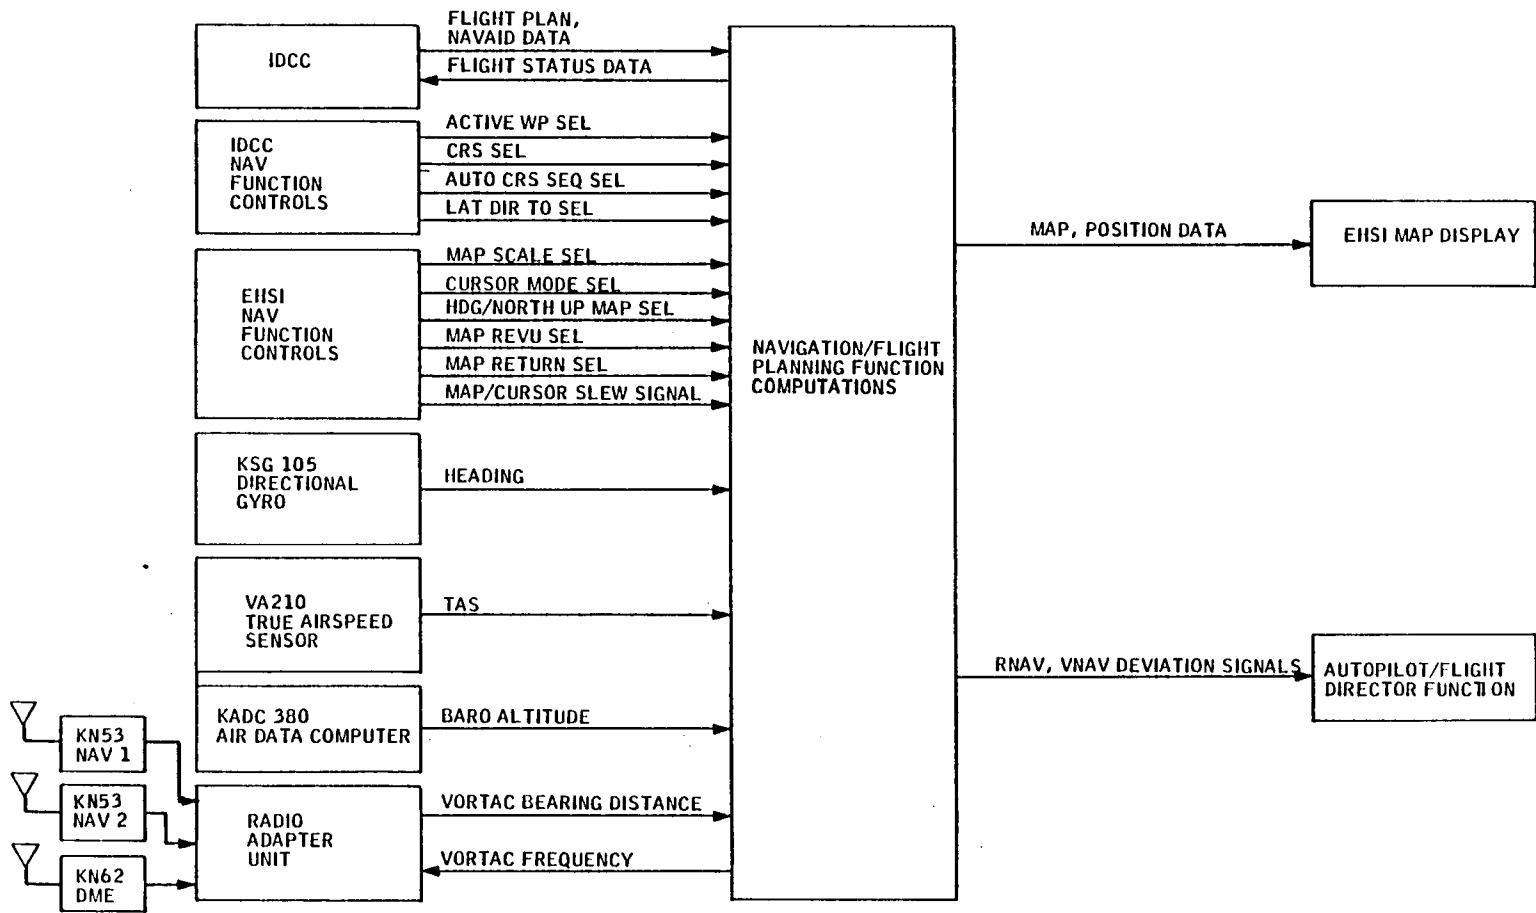 IDCC
FLIGHT PLAN,
NAVAID DATA
FLIGHT STATUS DATA
IDCC
NAV
FUNCTION
CONTROLS
ACTIVE WP SEL
CRS SEL
AUTO CRS SEQ SEL
LAT DIR TO SEL
EHSI
NAV
FUNCTION
CONTROLS
MAP SCALE SEL
CURSOR MODE SEL
HDG/NORTH UP MAP SEL
MAP REVU SEL
MAP RETURN SEL
MAP/CURSOR SLEW SIGNAL
KSG 105
DIRECTIONAL
GYRO
HEADING
VA210
TRUE AIRSPEED
SENSOR
TAS
KADC 380
AIR DATA COMPUTER
BARO ALTITUDE
KN53
NAV 1
KN53
NAV 2
KN62
DME
RADIO
ADAPTER
UNIT
VORTAC BEARING DISTANCE
VORTAC FREQUENCY
NAVIGATION/FLIGHT
PLANNING FUNCTION
COMPUTATIONS
MAP, POSITION DATA
EHSI MAP DISPLAY
RNAV, VNAV DEVIATION SIGNALS
AUTOPILOT/FLIGHT
DIRECTOR FUNCTION